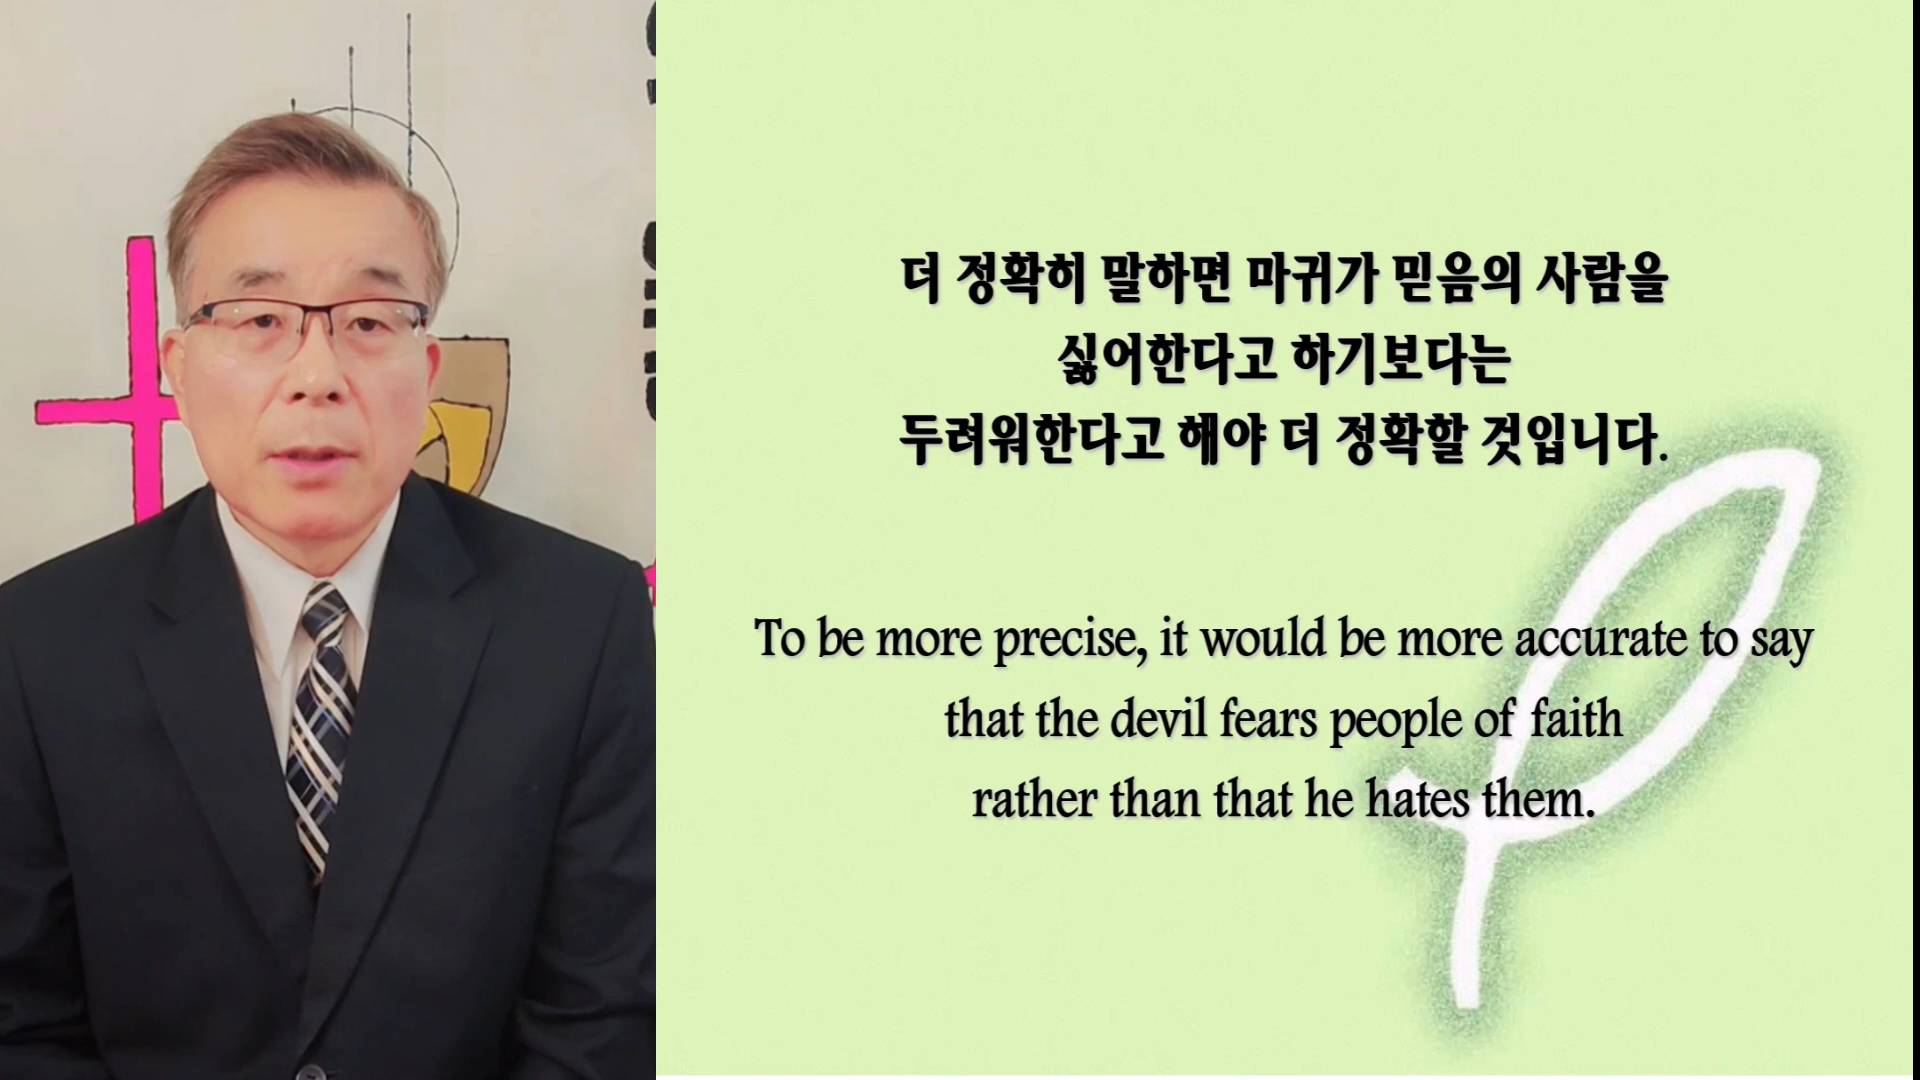 더 정확히 말하면 마귀가 믿음의 사람을
싫어한다고 하기보다는
두려워한다고 해야 더 정확할 것입니다.
To be more precise, it would be more accurate to say
that the devil fears people of faith
rather than that he hates them.